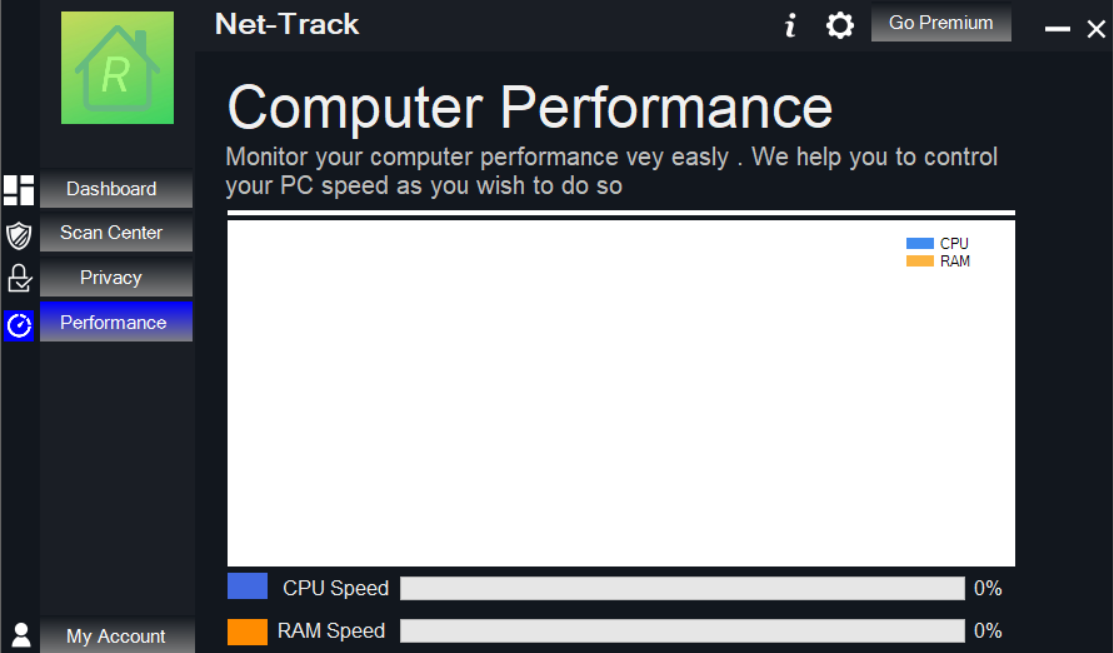 Net-Track
i
Go Premium
R
Computer Performance
Monitor your computer performance vey easly . We help you to control
your PC speed as you wish to do so
Dashboard
Scan Center
Privacy
Performance
CPU
RAM
CPU Speed 0%
RAM Speed 0%
My Account